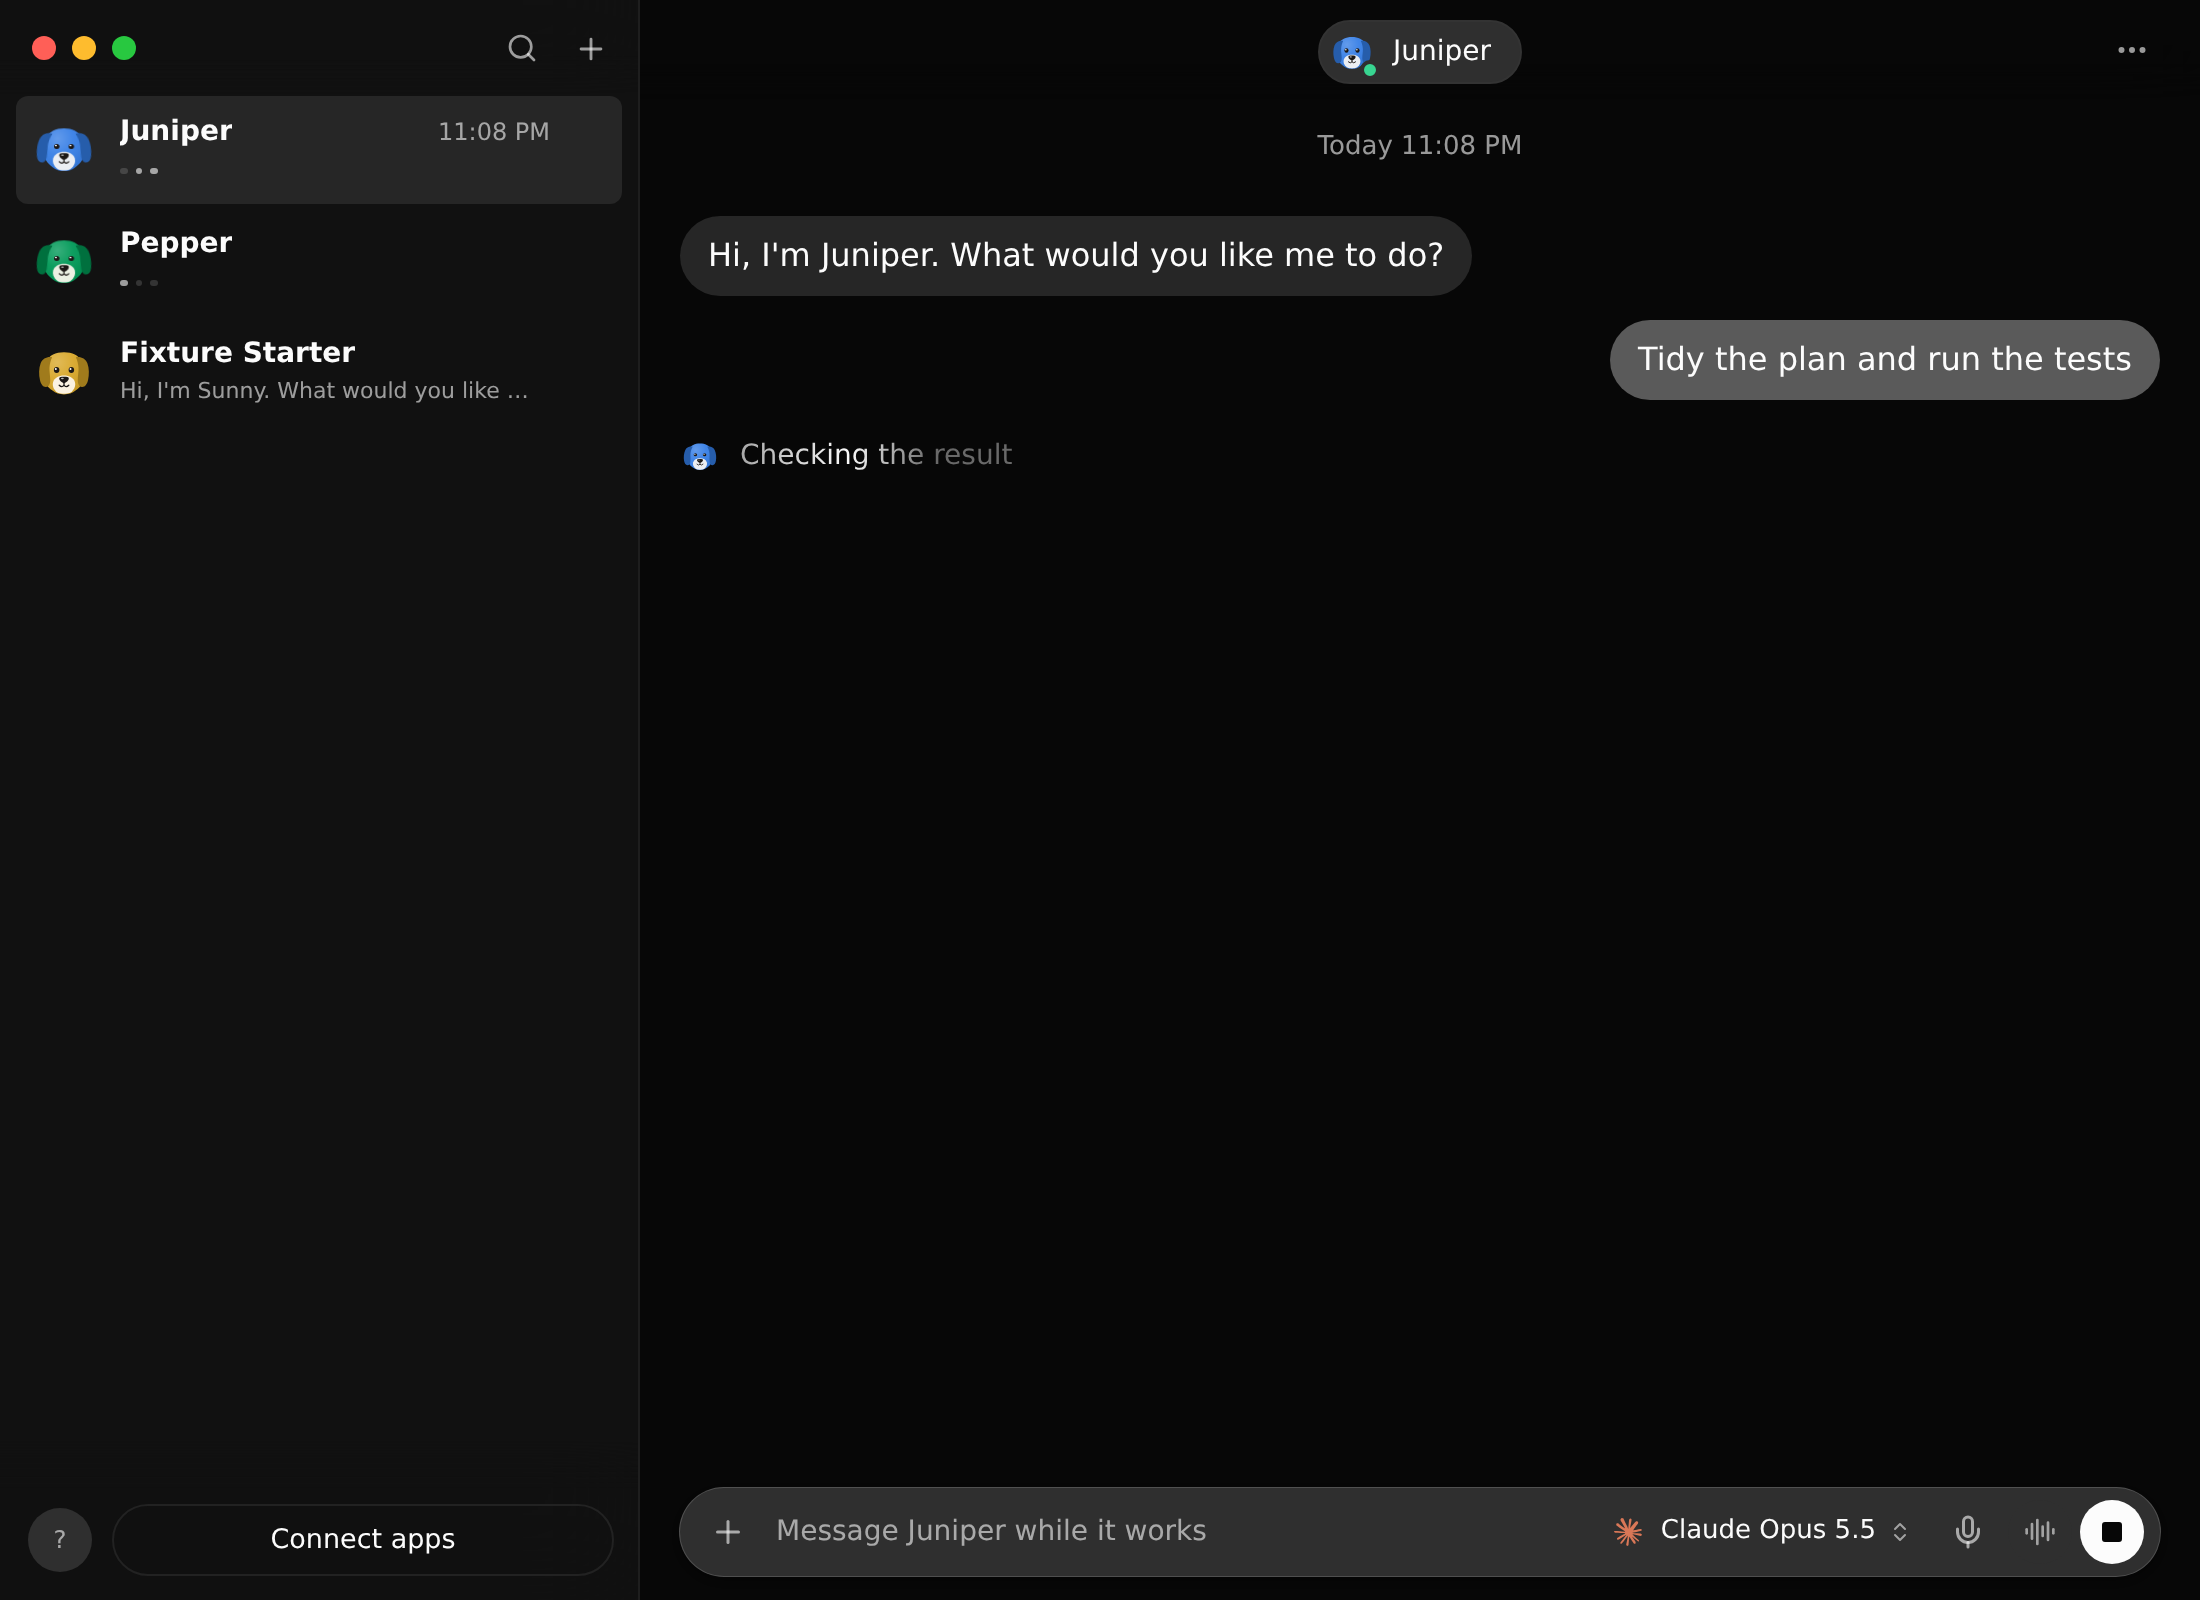 Juniper
11:08 PM
Pepper
Fixture Starter
Hi, I'm Sunny. What would you like ...
? Connect apps
Juniper
Today 11:08 PM
Hi, I'm Juniper. What would you like me to do?
Tidy the plan and run the tests
Checking the result
Message Juniper while it works
Claude Opus 5.5